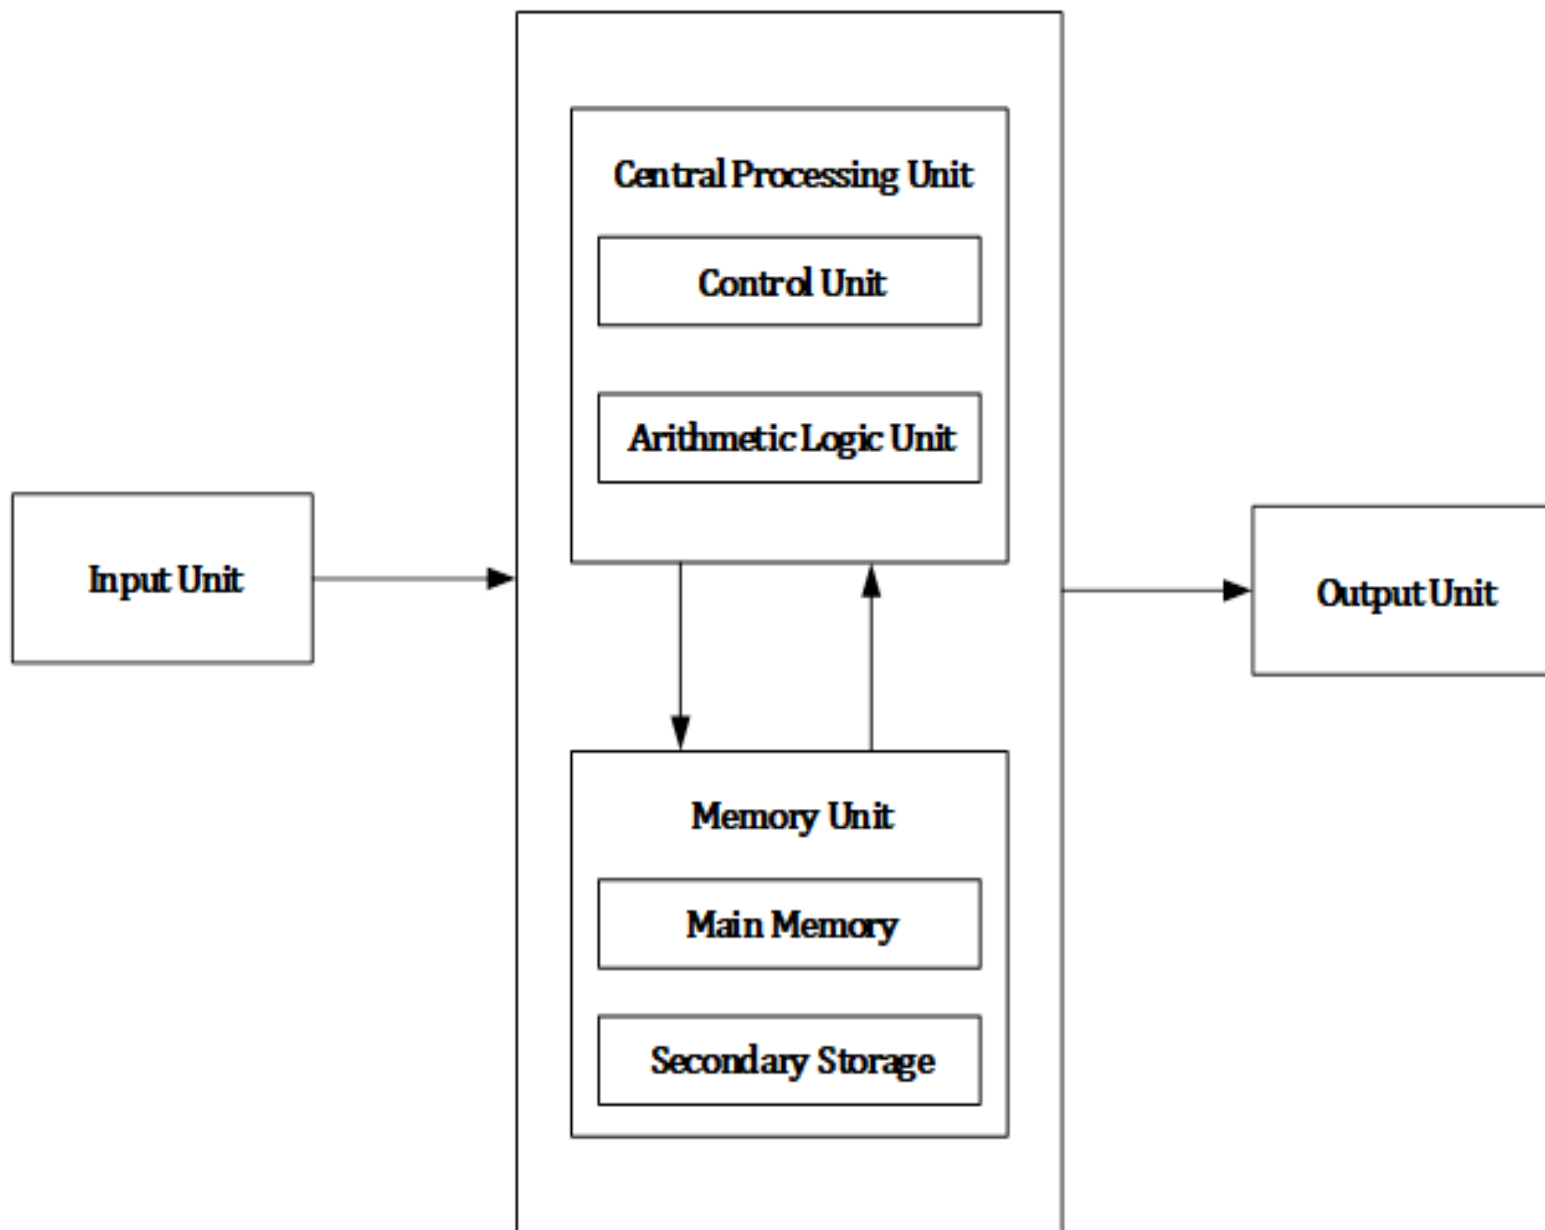 Central Processing Unit
Control Unit
Arithmetic Logic Unit
Input Unit
Output Unit
Memory Unit
Main Memory
Secondary Storage